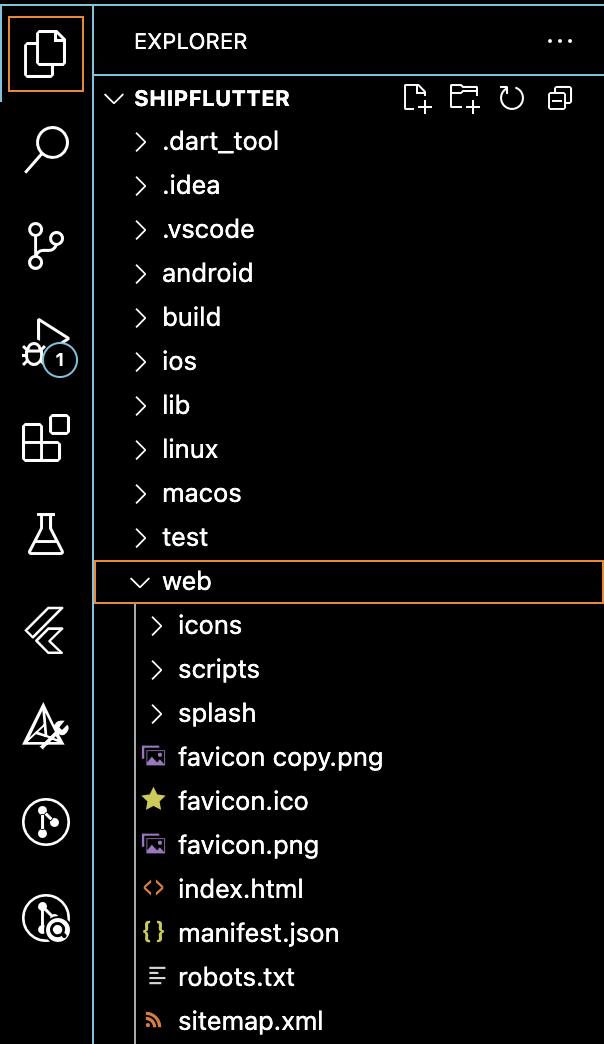 EXPLORER
SHIPFLUTTER
.dart_tool
.idea
.vscode
android
build
ios
1
lib
linux
macos
test
web
icons
scripts
splash
favicon copy.png
favicon.ico
favicon.png
index.html
manifest.json
robots.txt
sitemap.xml